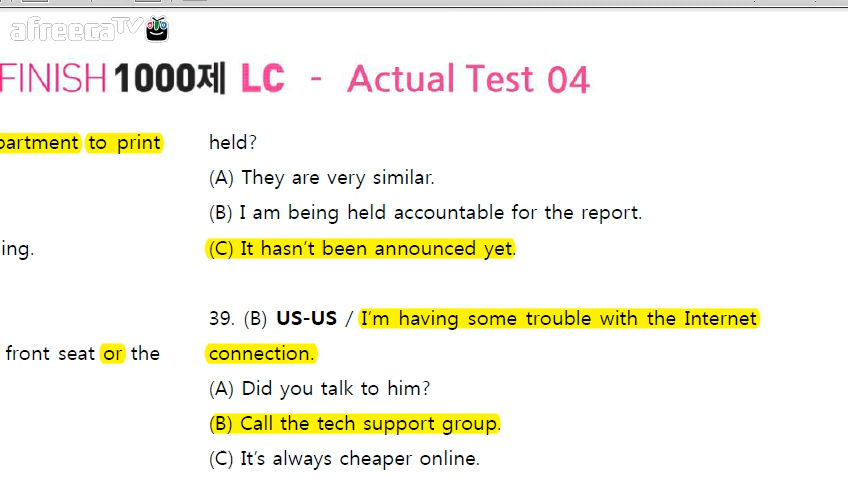 afreecaTV
FINISH 1000제 LC - Actual Test 04
partment to print
ing.
front seat or the
held?
(A) They are very similar.
(B) I am being held accountable for the report.
(C) It hasn't been announced yet.
39. (B) US-US / I'm having some trouble with the Internet
connection.
(A) Did you talk to him?
(B) Call the tech support group.
(C) It's always cheaper online.